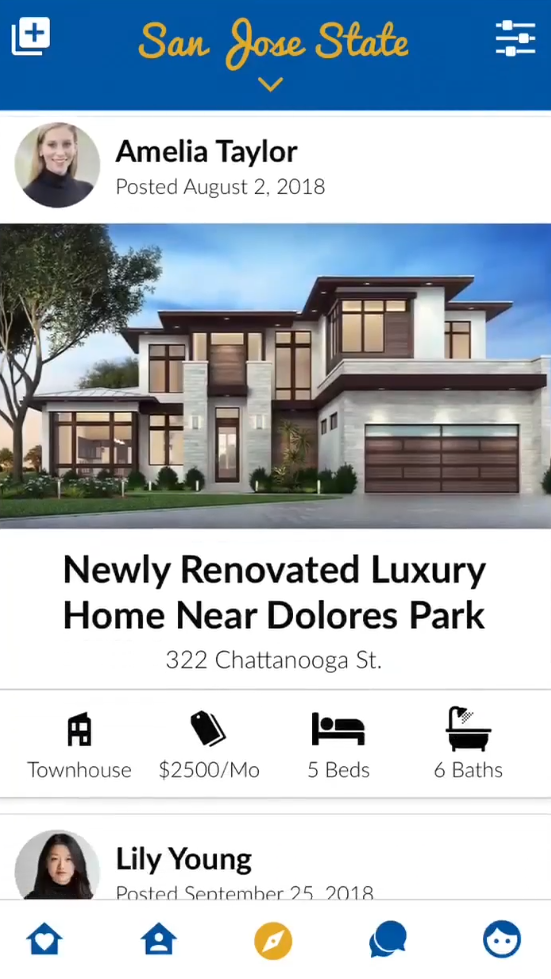 San Jose State
Amelia Taylor
Posted August 2, 2018
Newly Renovated Luxury
Home Near Dolores Park
322 Chattanooga St.
Townhouse
$2500/Mo
5 Beds
6 Baths
Lily Young
Posted September 25, 2018